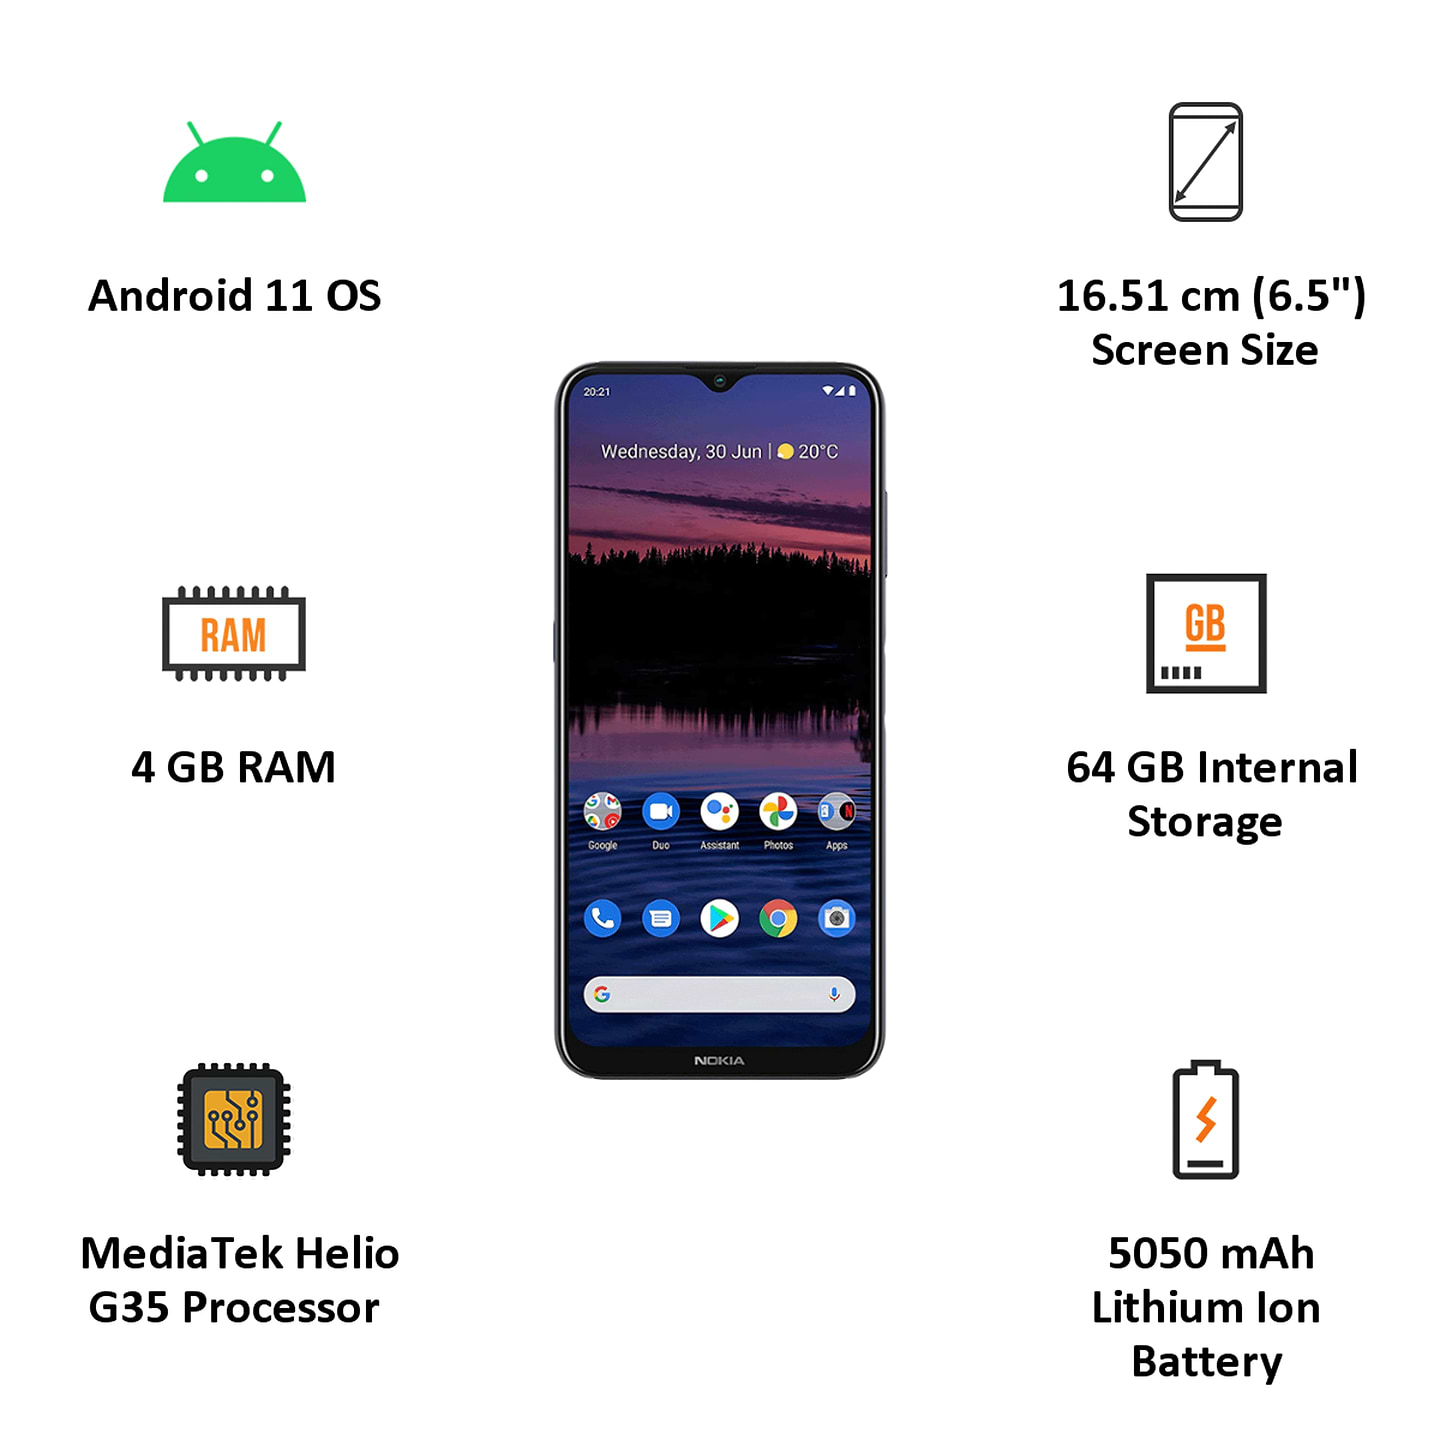 Android 11 OS
16.51 cm (6.5")
Screen Size
20:21
Wednesday, 30 Jun | 20°C
RAM
4 GB RAM
GB
64 GB Internal
Storage
Google Duo Assistant Photos Apps
NOKIA
MediaTek Helio
G35 Processor
5050 mAh
Lithium Ion
Battery